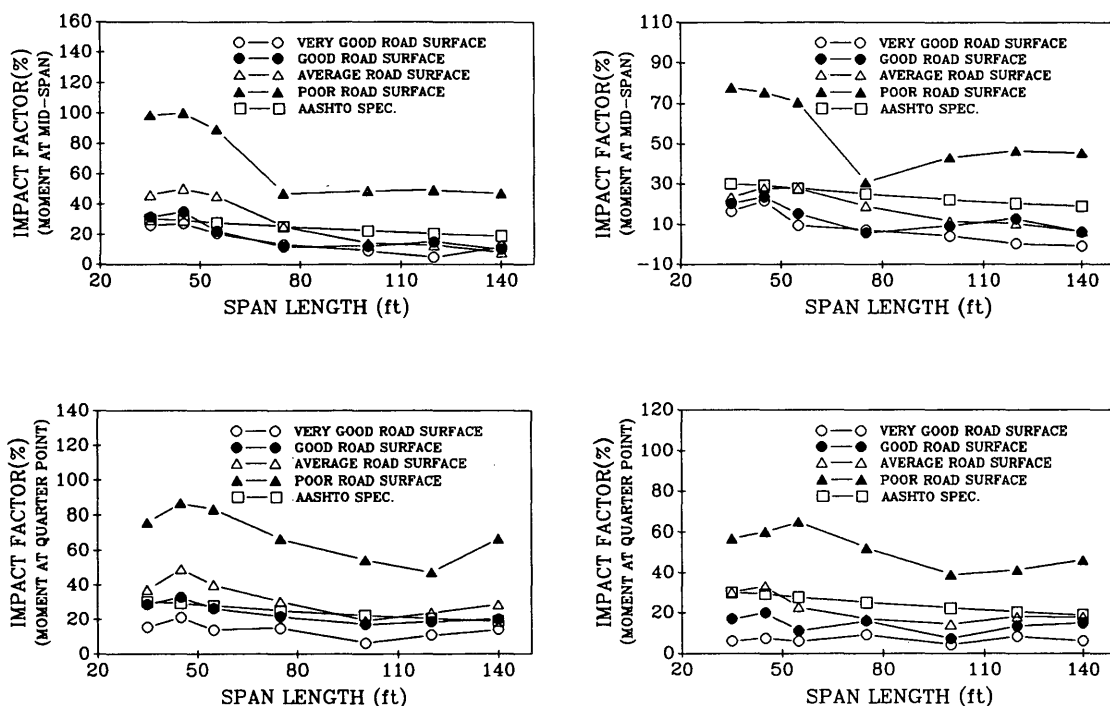 IMPACT FACTOR(%)
(MOMENT AT MID-SPAN)
160
140
120
100
80
60
40
20
0
VERY GOOD ROAD SURFACE
GOOD ROAD SURFACE
AVERAGE ROAD SURFACE
POOR ROAD SURFACE
AASHTO SPEC.
20 50 80 110 140
SPAN LENGTH (ft)
IMPACT FACTOR(%)
(MOMENT AT MID-SPAN)
110
90
70
50
30
10
-10
VERY GOOD ROAD SURFACE
GOOD ROAD SURFACE
AVERAGE ROAD SURFACE
POOR ROAD SURFACE
AASHTO SPEC.
20 50 80 110 140
SPAN LENGTH (ft)
IMPACT FACTOR(%)
(MOMENT AT QUARTER POINT)
140
120
100
80
60
40
20
0
VERY GOOD ROAD SURFACE
GOOD ROAD SURFACE
AVERAGE ROAD SURFACE
POOR ROAD SURFACE
AASHTO SPEC.
20 50 80 110 140
SPAN LENGTH (ft)
IMPACT FACTOR(%)
(MOMENT AT QUARTER POINT)
120
100
80
60
40
20
0
VERY GOOD ROAD SURFACE
GOOD ROAD SURFACE
AVERAGE ROAD SURFACE
POOR ROAD SURFACE
AASHTO SPEC.
20 50 80 110 140
SPAN LENGTH (ft)